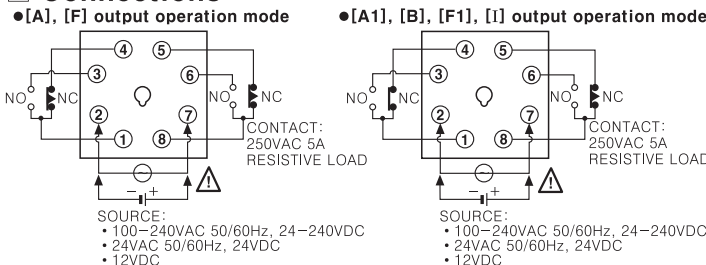 Connections
●[A], [F] output operation mode
4 5
3 6
NO NC NO NC
2 7
1 8
CONTACT:
250VAC 5A
RESISTIVE LOAD
− +
SOURCE:
• 100−240VAC 50/60Hz, 24−240VDC
• 24VAC 50/60Hz, 24VDC
• 12VDC
●[A1], [B], [F1], [I] output operation mode
4 5
3 6
NO NC NO NC
2 7
1 8
CONTACT:
250VAC 5A
RESISTIVE LOAD
− +
SOURCE:
• 100−240VAC 50/60Hz, 24−240VDC
• 24VAC 50/60Hz, 24VDC
• 12VDC